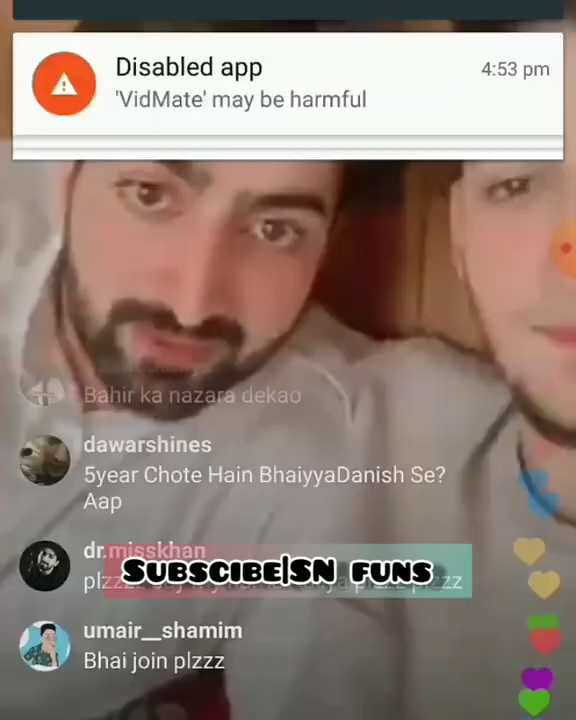 Disabled app
4:53 pm
'VidMate' may be harmful
Bahir ka nazara dekao
dawarshines
5year Chote Hain BhaiyyaDanish Se?
Aap
dr.misskhan
SUBSCIBE|SN FUNS
umair__shamim
Bhai join plzzz